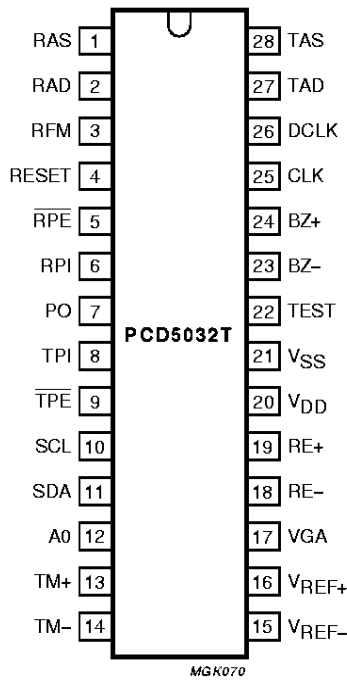 RAS 1 28 TAS
RAD 2 27 TAD
RFM 3 26 DCLK
RESET 4 25 CLK
R̅P̅E̅ 5 24 BZ+
RPI 6 23 BZ−
PO 7 22 TEST
PCD5032T
TPI 8 21 VSS
T̅P̅E̅ 9 20 VDD
SCL 10 19 RE+
SDA 11 18 RE−
A0 12 17 VGA
TM+ 13 16 VREF+
TM− 14 15 VREF−
MGK070